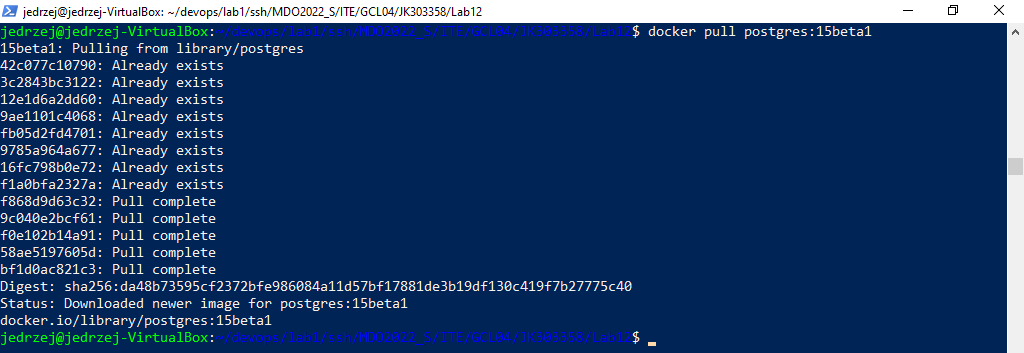 jedrzej@jedrzej-VirtualBox: ~/devops/lab1/ssh/MDO2022_S/ITE/GCL04/JK303358/Lab12
jedrzej@jedrzej-VirtualBox:~/devops/lab1/ssh/MDO2022_S/ITE/GCL04/JK303358/Lab12$ docker pull postgres:15beta1
15beta1: Pulling from library/postgres
42c077c10790: Already exists
3c2843bc3122: Already exists
12e1d6a2dd60: Already exists
9ae1101c4068: Already exists
fb05d2fd4701: Already exists
9785a964a677: Already exists
16fc798b0e72: Already exists
f1a0bfa2327a: Already exists
f868d9d63c32: Pull complete
9c040e2bcf61: Pull complete
f0e102b14a91: Pull complete
58ae5197605d: Pull complete
bf1d0ac821c3: Pull complete
Digest: sha256:da48b73595cf2372bfe986084a11d57bf17881de3b19df130c419f7b27775c40
Status: Downloaded newer image for postgres:15beta1
docker.io/library/postgres:15beta1
jedrzej@jedrzej-VirtualBox:~/devops/lab1/ssh/MDO2022_S/ITE/GCL04/JK303358/Lab12$